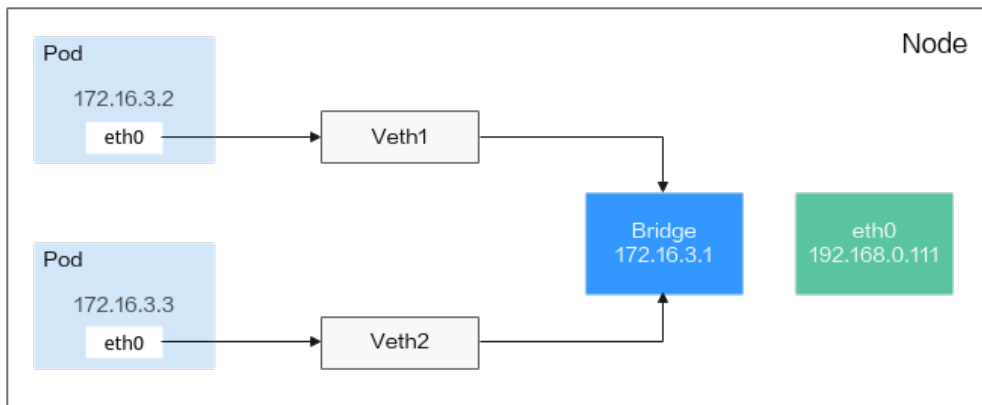 Node
Pod
172.16.3.2
eth0
Veth1
Bridge
172.16.3.1
eth0
192.168.0.111
Pod
172.16.3.3
eth0
Veth2